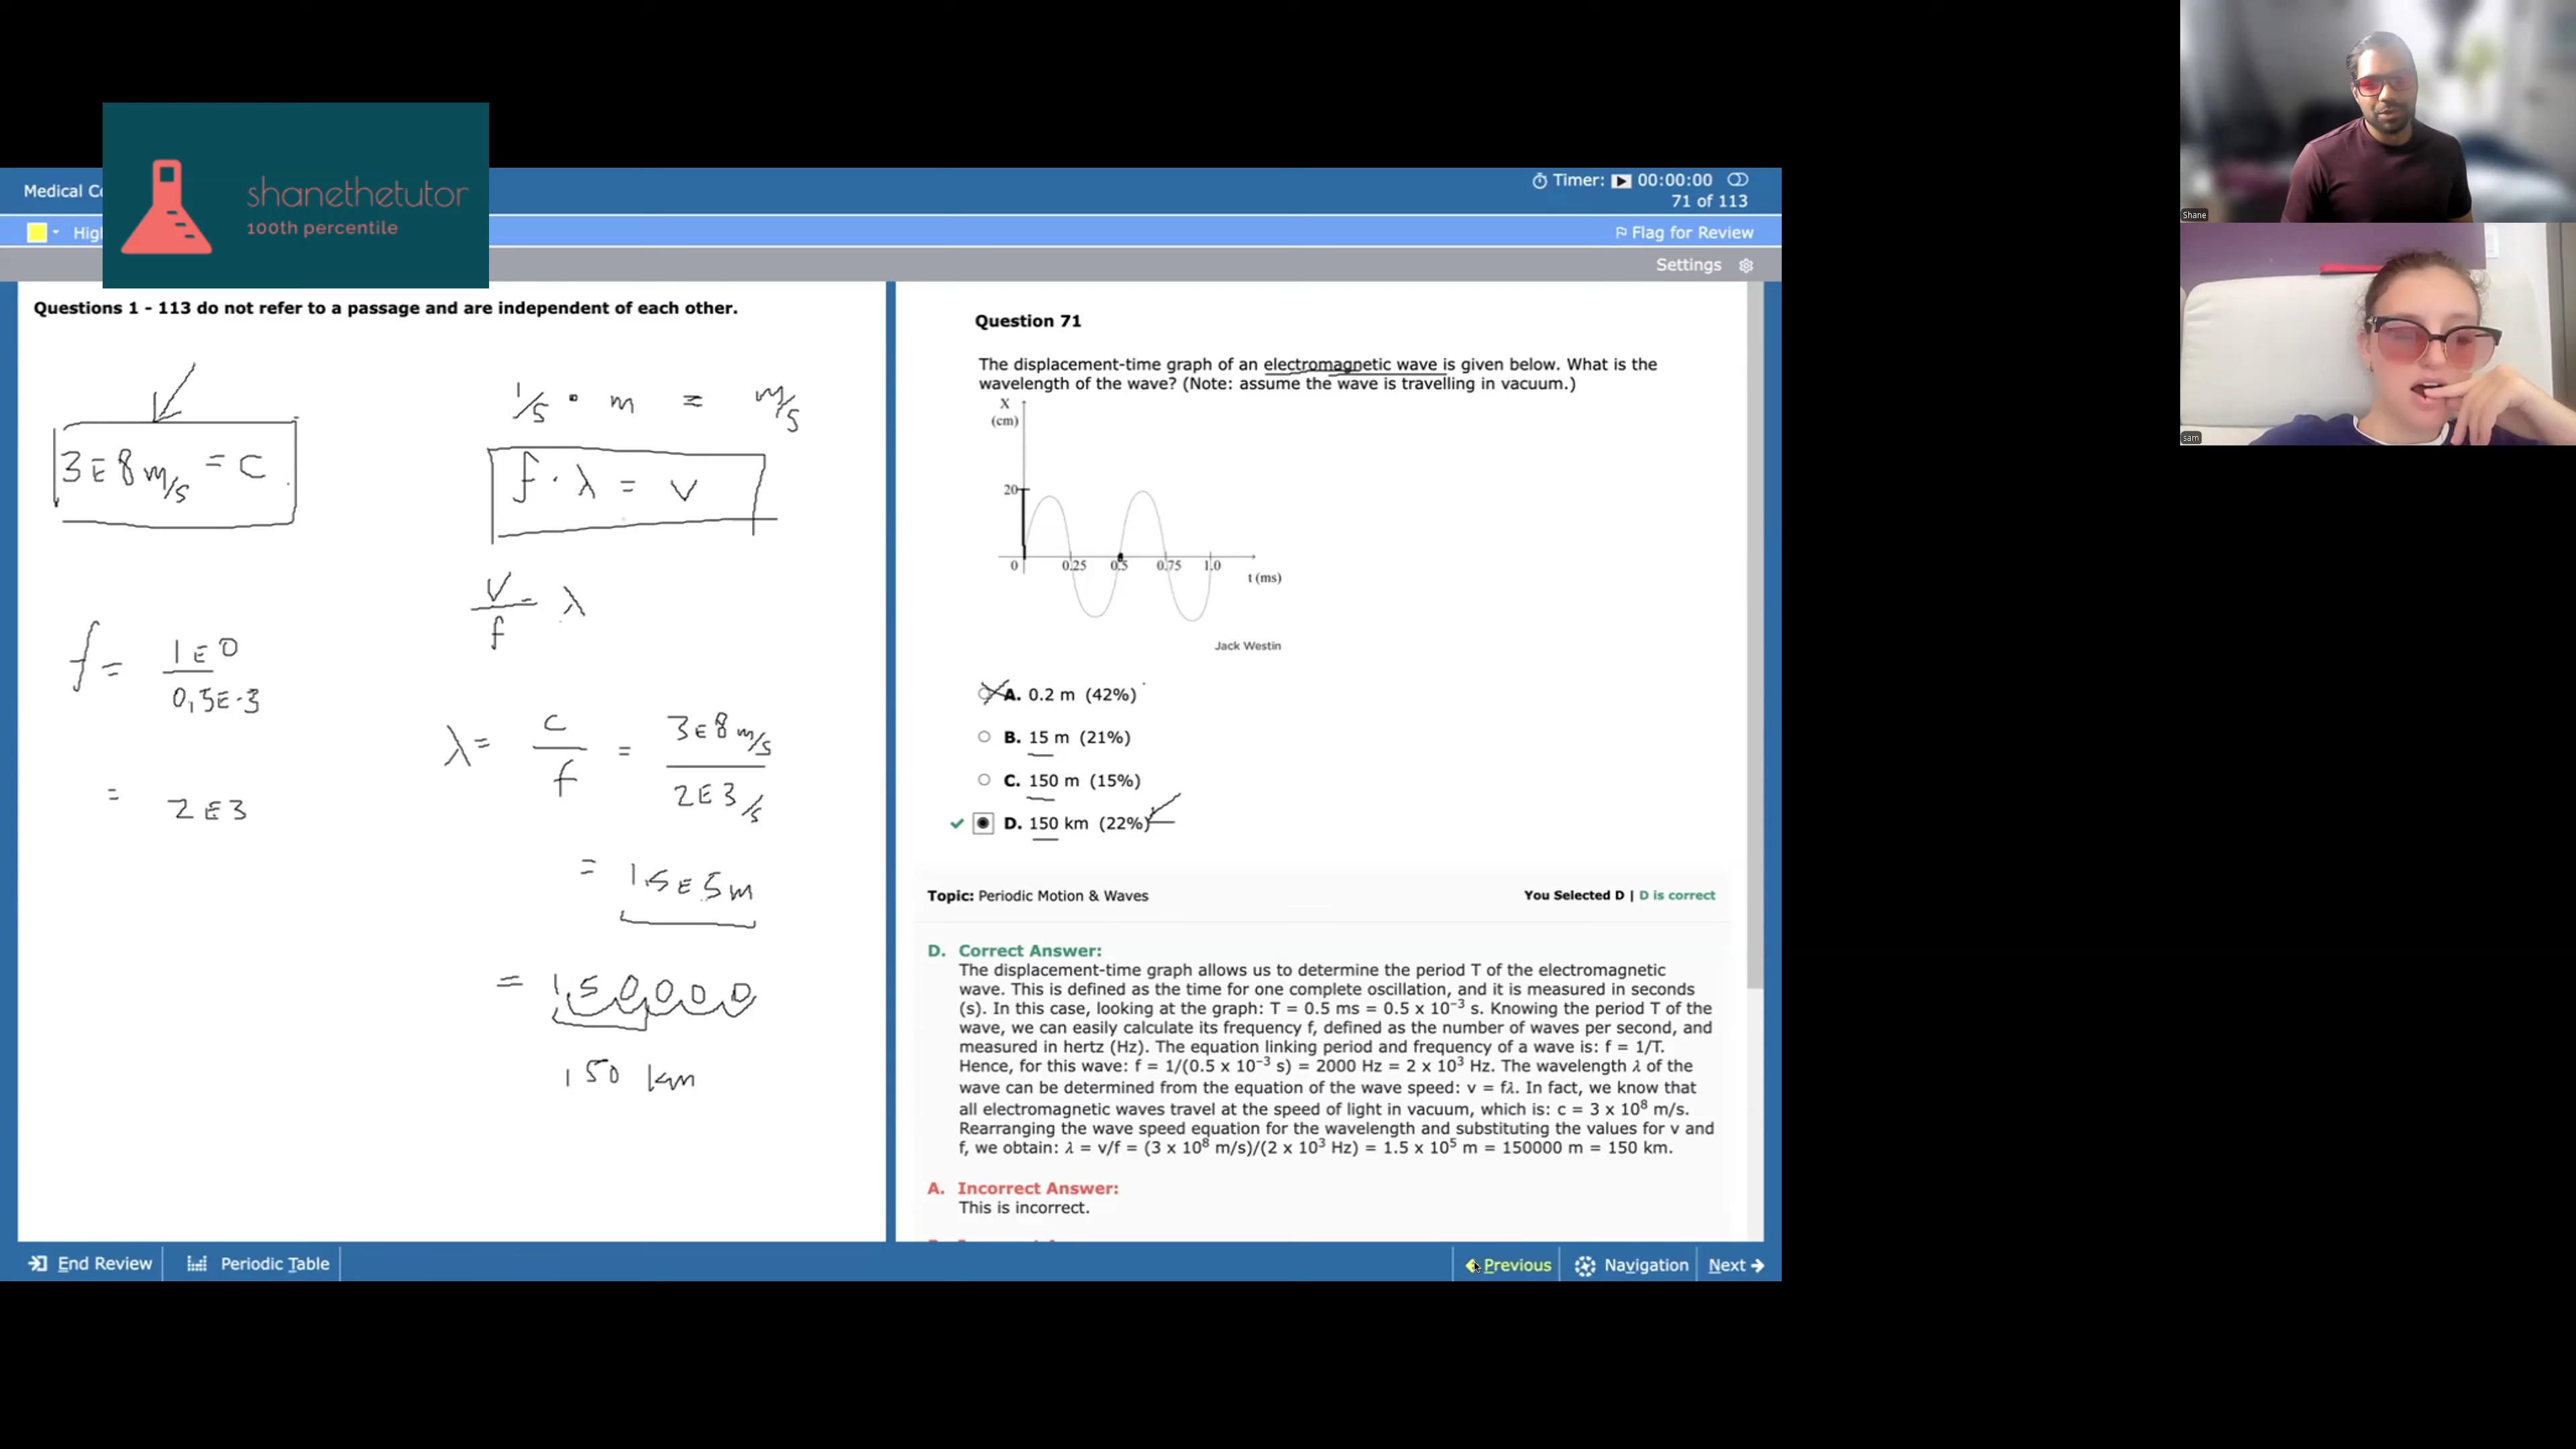 shanethetutor
100th percentile
Medical Co
Timer: 00:00:00
71 of 113
High
Flag for Review
Settings
Questions 1 - 113 do not refer to a passage and are independent of each other.
3E8 m/s = C
1/s · m = m/s
f · λ = v
v/f = λ
f = 1E0 / 0,5E-3
= 2E3
λ = c/f = 3E8 m/s / 2E3 /s
= 1.5E5m
= 1,50000
150 km
Question 71
The displacement-time graph of an electromagnetic wave is given below. What is the
wavelength of the wave? (Note: assume the wave is travelling in vacuum.)
X
(cm)
20
0 0.25 0.5 0.75 1.0
t (ms)
Jack Westin
A. 0.2 m (42%)
B. 15 m (21%)
C. 150 m (15%)
D. 150 km (22%)
Topic: Periodic Motion & Waves
You Selected D | D is correct
D. Correct Answer:
The displacement-time graph allows us to determine the period T of the electromagnetic
wave. This is defined as the time for one complete oscillation, and it is measured in seconds
(s). In this case, looking at the graph: T = 0.5 ms = 0.5 x 10⁻³ s. Knowing the period T of the
wave, we can easily calculate its frequency f, defined as the number of waves per second, and
measured in hertz (Hz). The equation linking period and frequency of a wave is: f = 1/T.
Hence, for this wave: f = 1/(0.5 x 10⁻³ s) = 2000 Hz = 2 x 10³ Hz. The wavelength λ of the
wave can be determined from the equation of the wave speed: v = fλ. In fact, we know that
all electromagnetic waves travel at the speed of light in vacuum, which is: c = 3 x 10⁸ m/s.
Rearranging the wave speed equation for the wavelength and substituting the values for v and
f, we obtain: λ = v/f = (3 x 10⁸ m/s)/(2 x 10³ Hz) = 1.5 x 10⁵ m = 150000 m = 150 km.
A. Incorrect Answer:
This is incorrect.
End Review
Periodic Table
Previous
Navigation
Next
Shane
sam